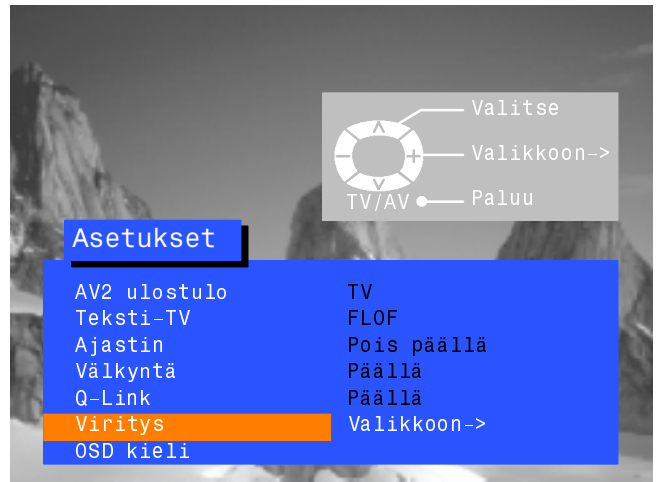 Valitse
Valikkoon->
TV/AV Paluu
Asetukset
AV2 ulostulo TV
Teksti-TV FLOF
Ajastin Pois päällä
Välkyntä Päällä
Q-Link Päällä
Viritys Valikkoon->
OSD kieli